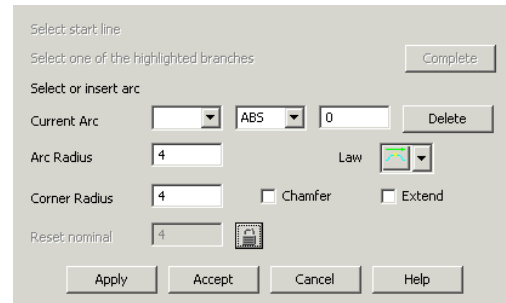 Select start line
Select one of the highlighted branches Complete
Select or insert arc
Current Arc ABS 0 Delete
Arc Radius 4 Law
Corner Radius 4 Chamfer Extend
Reset nominal 4
Apply Accept Cancel Help